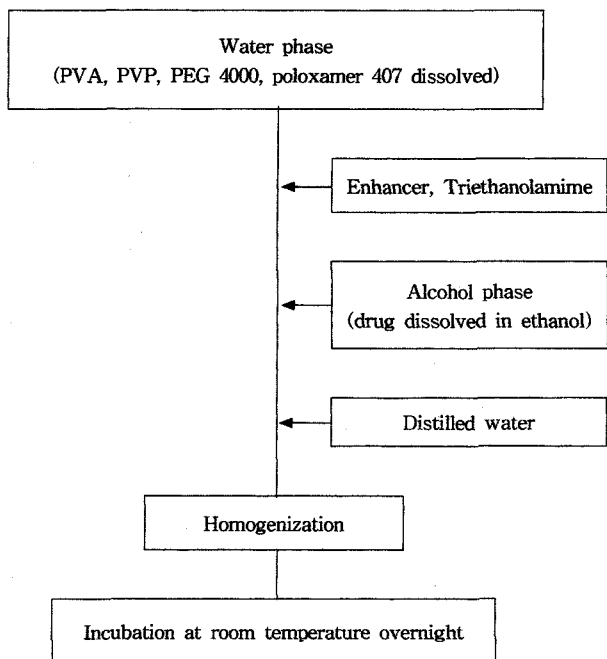 Water phase
(PVA, PVP, PEG 4000, poloxamer 407 dissolved)
Enhancer, Triethanolamime
Alcohol phase
(drug dissolved in ethanol)
Distilled water
Homogenization
Incubation at room temperature overnight